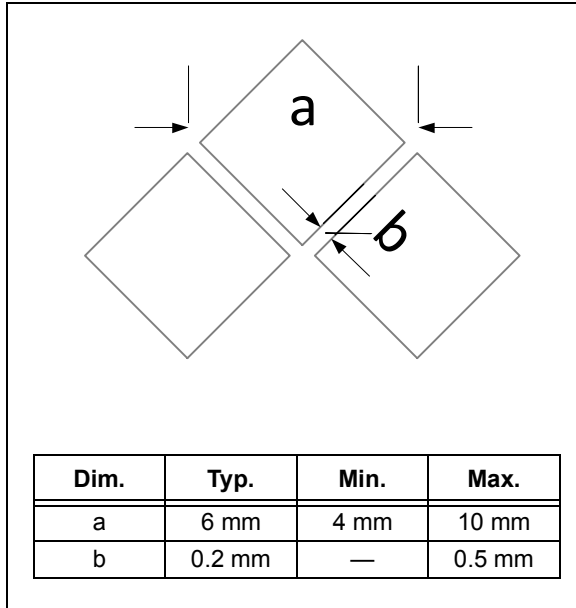 a
b
Dim. Typ. Min. Max.
a 6 mm 4 mm 10 mm
b 0.2 mm — 0.5 mm